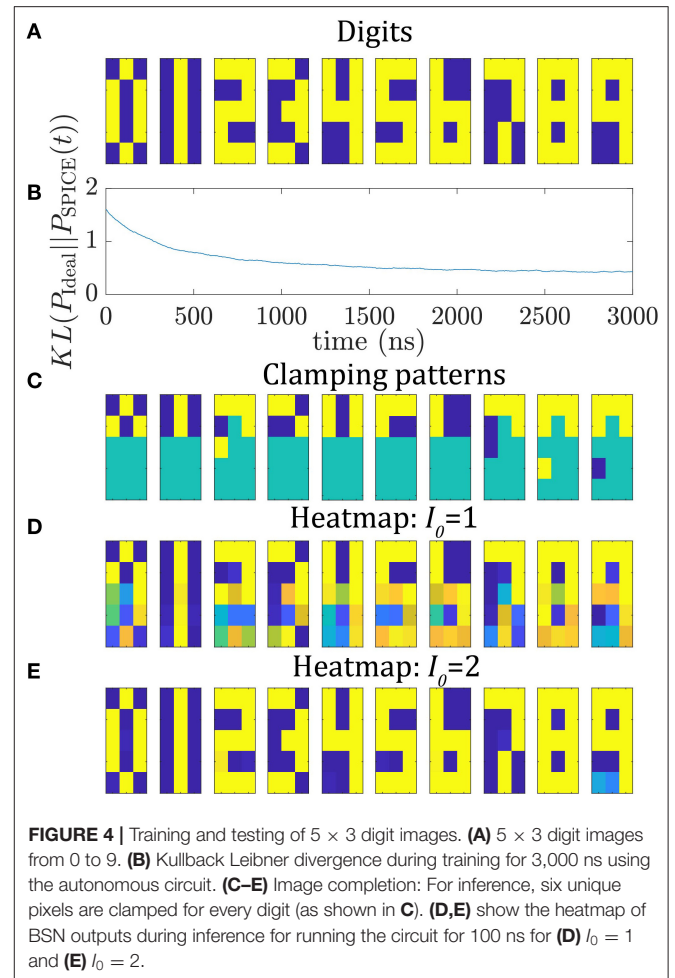 A
Digits
B
KL(P_Ideal||P_SPICE(t))
2
1
0
0 500 1000 1500 2000 2500 3000
time (ns)
C
Clamping patterns
D
Heatmap: I_0=1
E
Heatmap: I_0=2
FIGURE 4 | Training and testing of 5 × 3 digit images. (A) 5 × 3 digit images
from 0 to 9. (B) Kullback Leibner divergence during training for 3,000 ns using
the autonomous circuit. (C–E) Image completion: For inference, six unique
pixels are clamped for every digit (as shown in C). (D,E) show the heatmap of
BSN outputs during inference for running the circuit for 100 ns for (D) I_0 = 1
and (E) I_0 = 2.